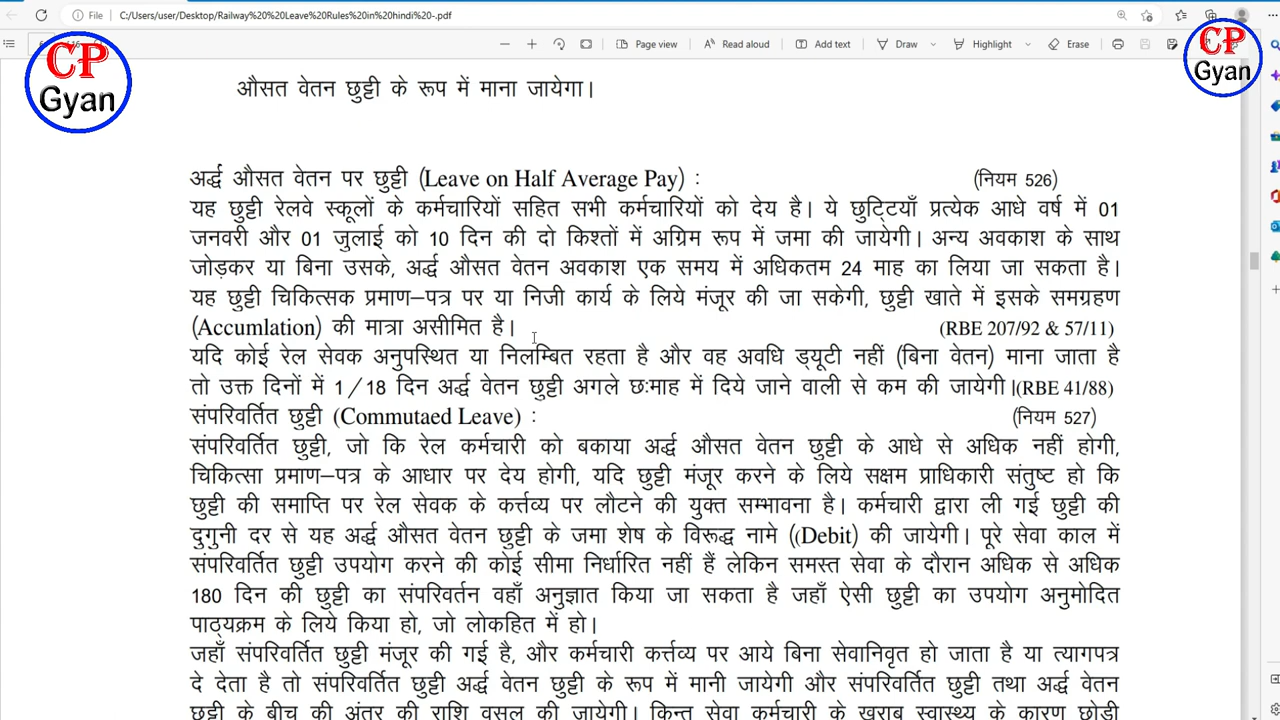 File
C:/Users/user/Desktop/Railway%20%20Leave%20Rules%20in%20hindi%20-.pdf
Page view
Read aloud
Add text
Draw
Highlight
Erase
CP
Gyan
CP
Gyan
औसत वेतन छुट्टी के रूप में माना जायेगा।
अर्द्ध औसत वेतन पर छुट्टी (Leave on Half Average Pay) : (नियम 526)
यह छुट्टी रेलवे स्कूलों के कर्मचारियों सहित सभी कर्मचारियों को देय है। ये छुटि्टयाँ प्रत्येक आधे वर्ष में 01
जनवरी और 01 जुलाई को 10 दिन की दो किश्तों में अग्रिम रूप में जमा की जायेगी। अन्य अवकाश के साथ
जोड़कर या बिना उसके, अर्द्ध औसत वेतन अवकाश एक समय में अधिकतम 24 माह का लिया जा सकता है।
यह छुट्टी चिकित्सक प्रमाण–पत्र पर या निजी कार्य के लिये मंजूर की जा सकेगी, छुट्टी खाते में इसके समग्रहण
(Accumlation) की मात्रा असीमित है। (RBE 207/92 & 57/11)
यदि कोई रेल सेवक अनुपस्थित या निलम्बित रहता है और वह अवधि ड्यूटी नहीं (बिना वेतन) माना जाता है
तो उक्त दिनों में 1/18 दिन अर्द्ध वेतन छुट्टी अगले छःमाह में दिये जाने वाली से कम की जायेगी।(RBE 41/88)
संपरिवर्तित छुट्टी (Commutaed Leave) : (नियम 527)
संपरिवर्तित छुट्टी, जो कि रेल कर्मचारी को बकाया अर्द्ध औसत वेतन छुट्टी के आधे से अधिक नहीं होगी,
चिकित्सा प्रमाण–पत्र के आधार पर देय होगी, यदि छुट्टी मंजूर करने के लिये सक्षम प्राधिकारी संतुष्ट हो कि
छुट्टी की समाप्ति पर रेल सेवक के कर्त्तव्य पर लौटने की युक्त सम्भावना है। कर्मचारी द्वारा ली गई छुट्टी की
दुगुनी दर से यह अर्द्ध औसत वेतन छुट्टी के जमा शेष के विरूद्ध नामे ((Debit) की जायेगी। पूरे सेवा काल में
संपरिवर्तित छुट्टी उपयोग करने की कोई सीमा निर्धारित नहीं हैं लेकिन समस्त सेवा के दौरान अधिक से अधिक
180 दिन की छुट्टी का संपरिवर्तन वहाँ अनुज्ञात किया जा सकता है जहाँ ऐसी छुट्टी का उपयोग अनुमोदित
पाठ्यक्रम के लिये किया हो, जो लोकहित में हो।
जहाँ संपरिवर्तित छुट्टी मंजूर की गई है, और कर्मचारी कर्त्तव्य पर आये बिना सेवानिवृत हो जाता है या त्यागपत्र
दे देता है तो संपरिवर्तित छुट्टी अर्द्ध वेतन छुट्टी के रूप में मानी जायेगी और संपरिवर्तित छुट्टी तथा अर्द्ध वेतन
छुट्टी के बीच की अंतर की राशि वसूल की जायेगी। किन्तु सेवा कर्मचारी के खराब स्वास्थ्य के कारण छोड़ी